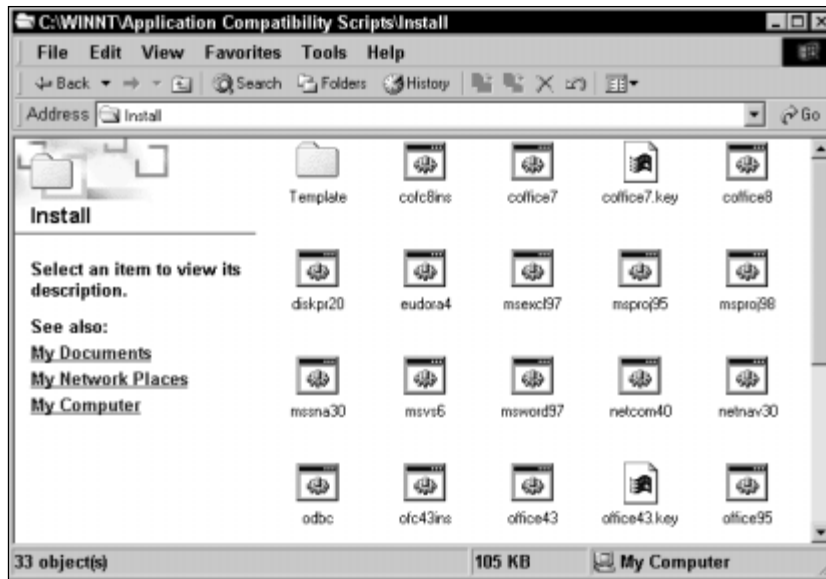 C:\WINNT\Application Compatibility Scripts\Install
File Edit View Favorites Tools Help
Back Search Folders History
Address Install Go
Install
Select an item to view its
description.
See also:
My Documents
My Network Places
My Computer
Template cofc8ins coffice7 coffice7.key coffice8
diskpr20 eudora4 msexcl97 msproj95 msproj98
mssna30 msvs6 msword97 netcom40 netnav30
odbc ofc43ins office43 office43.key office95
33 object(s) 105 KB My Computer